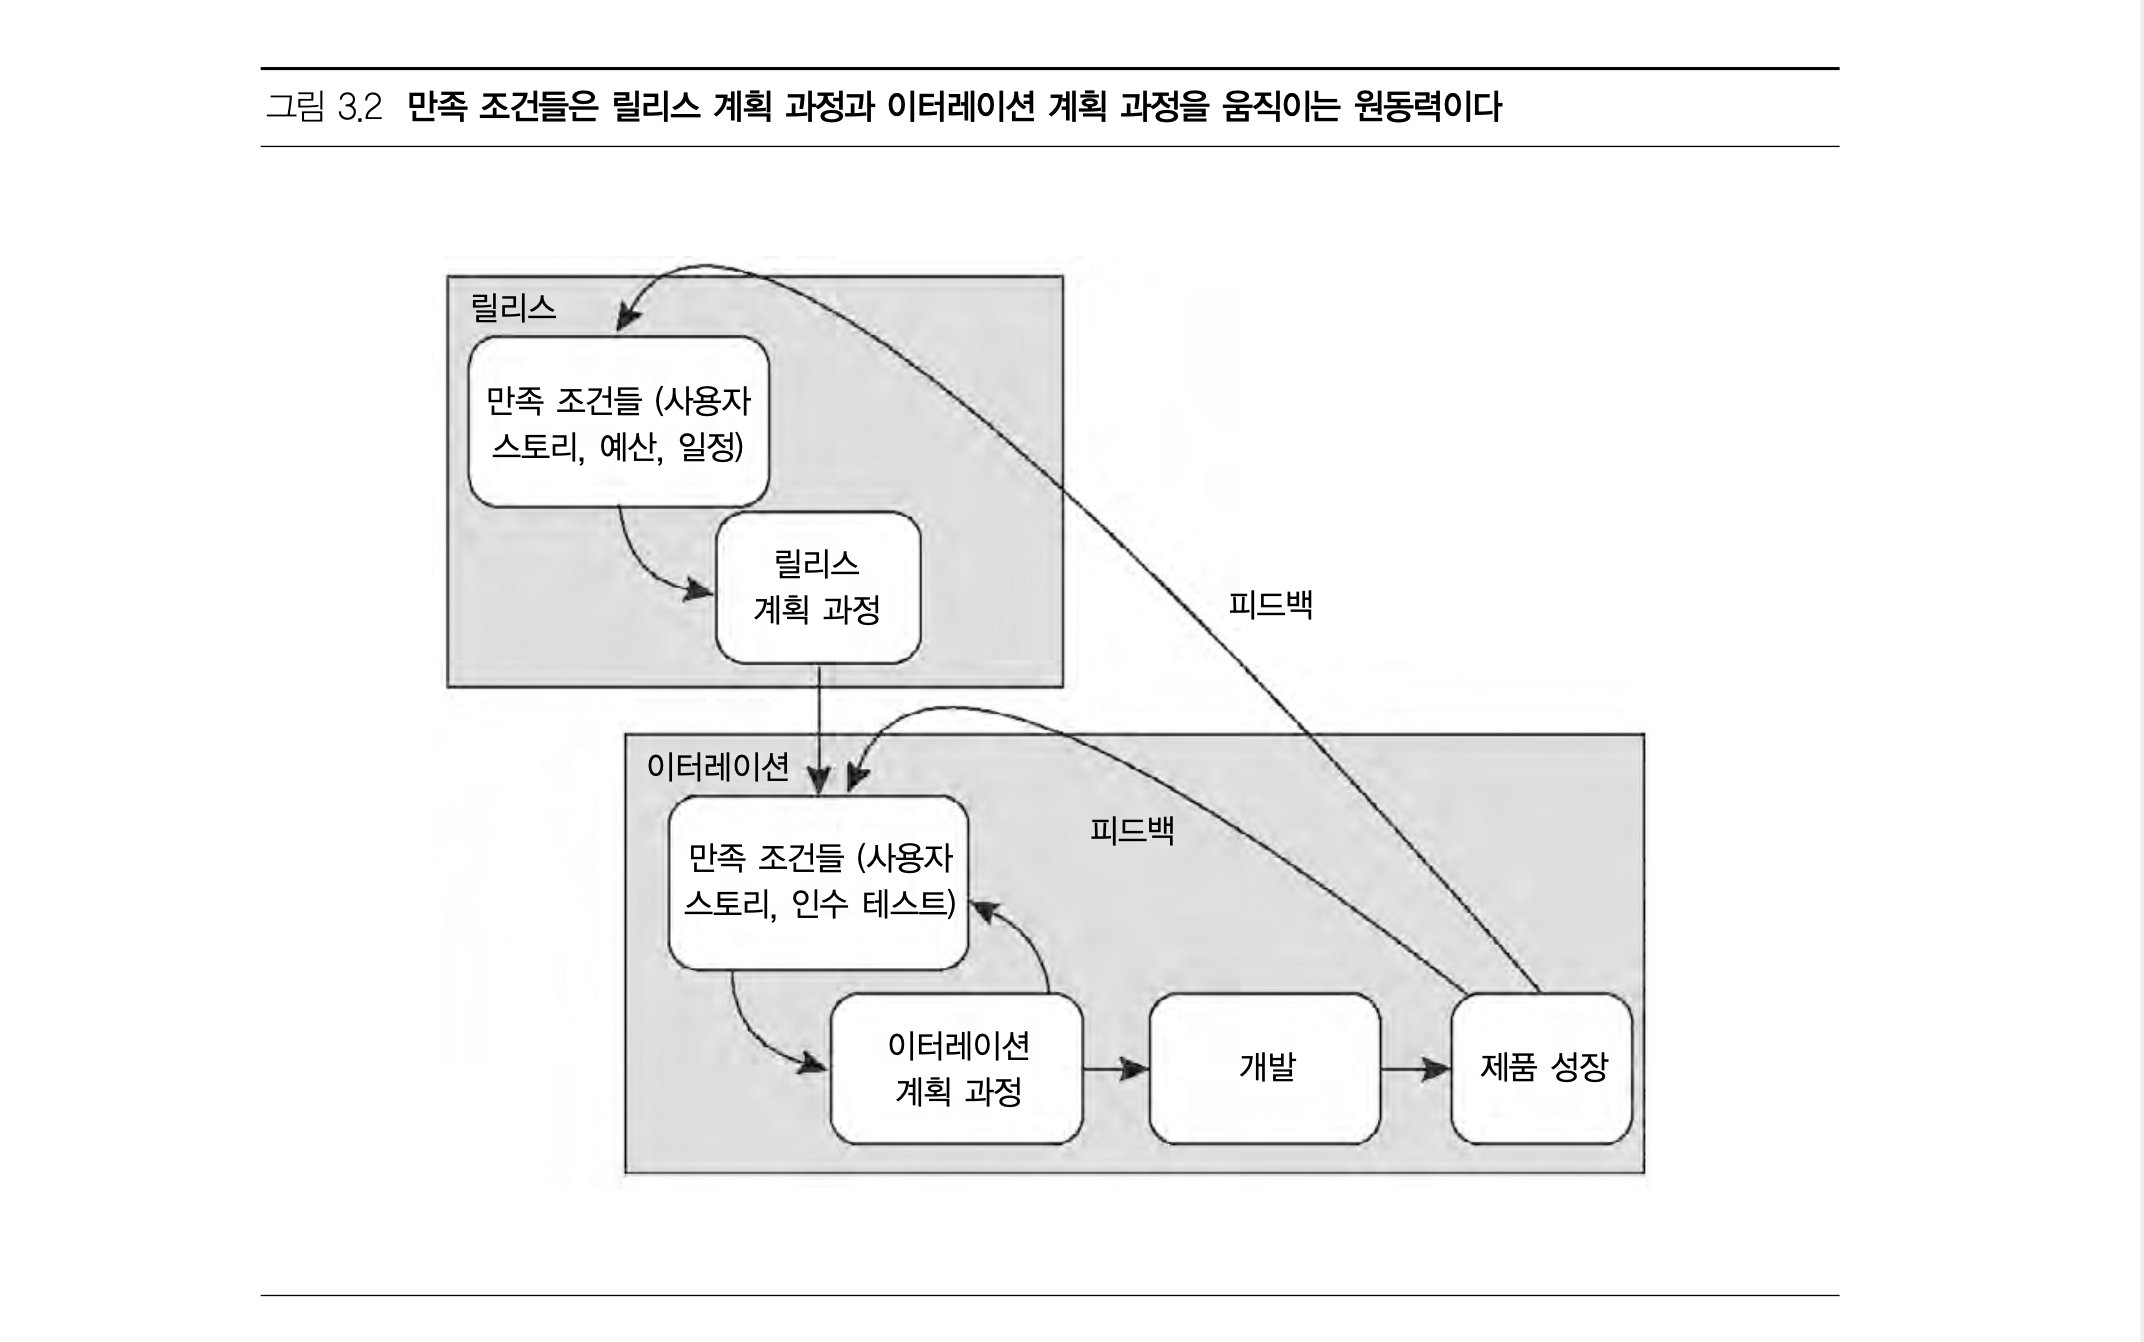 그림 3.2 만족 조건들은 릴리스 계획 과정과 이터레이션 계획 과정을 움직이는 원동력이다
릴리스
만족 조건들 (사용자
스토리, 예산, 일정)
릴리스
계획 과정
피드백
이터레이션
피드백
만족 조건들 (사용자
스토리, 인수 테스트)
이터레이션
계획 과정
개발
제품 성장